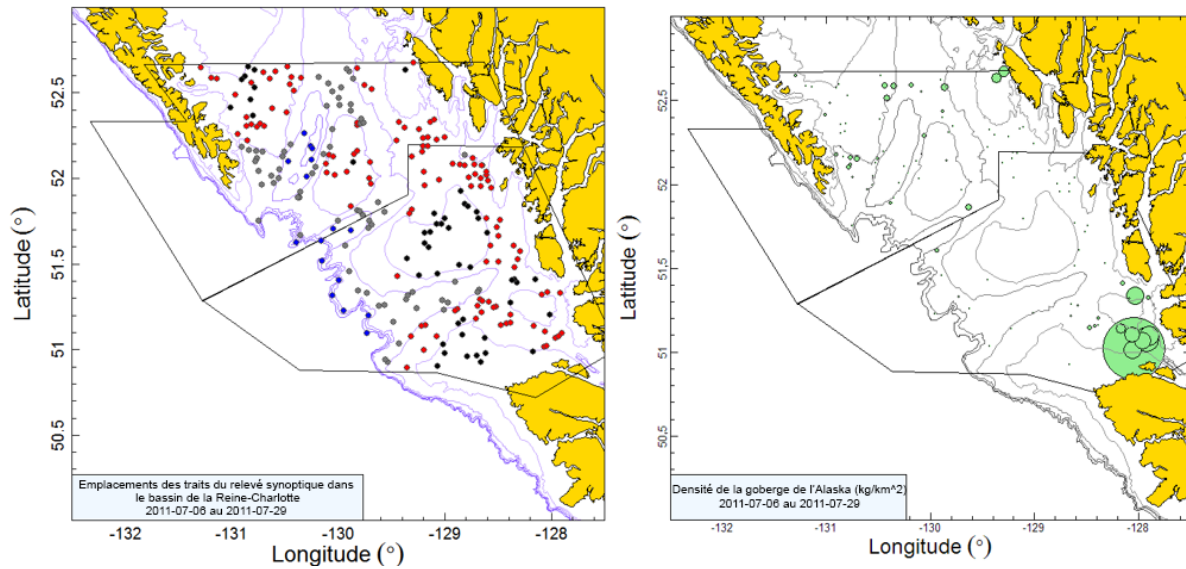 Latitude (°)
52.5
52
51.5
51
50.5
Emplacements des traits du relevé synoptique dans
le bassin de la Reine-Charlotte
2011-07-06 au 2011-07-29
-132 -131 -130 -129 -128
Longitude (°)
Latitude (°)
52.5
52
51.5
51
50.5
Densité de la goberge de l'Alaska (kg/km^2)
2011-07-06 au 2011-07-29
-132 -131 -130 -129 -128
Longitude (°)